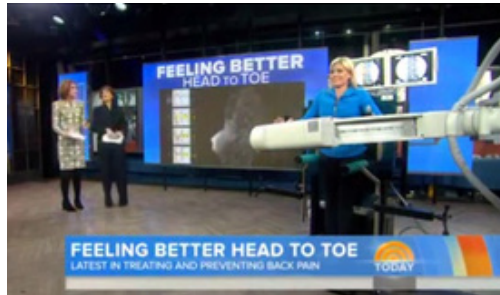 FEELING BETTER
HEAD TO TOE
FEELING BETTER HEAD TO TOE
LATEST IN TREATING AND PREVENTING BACK PAIN
TODAY